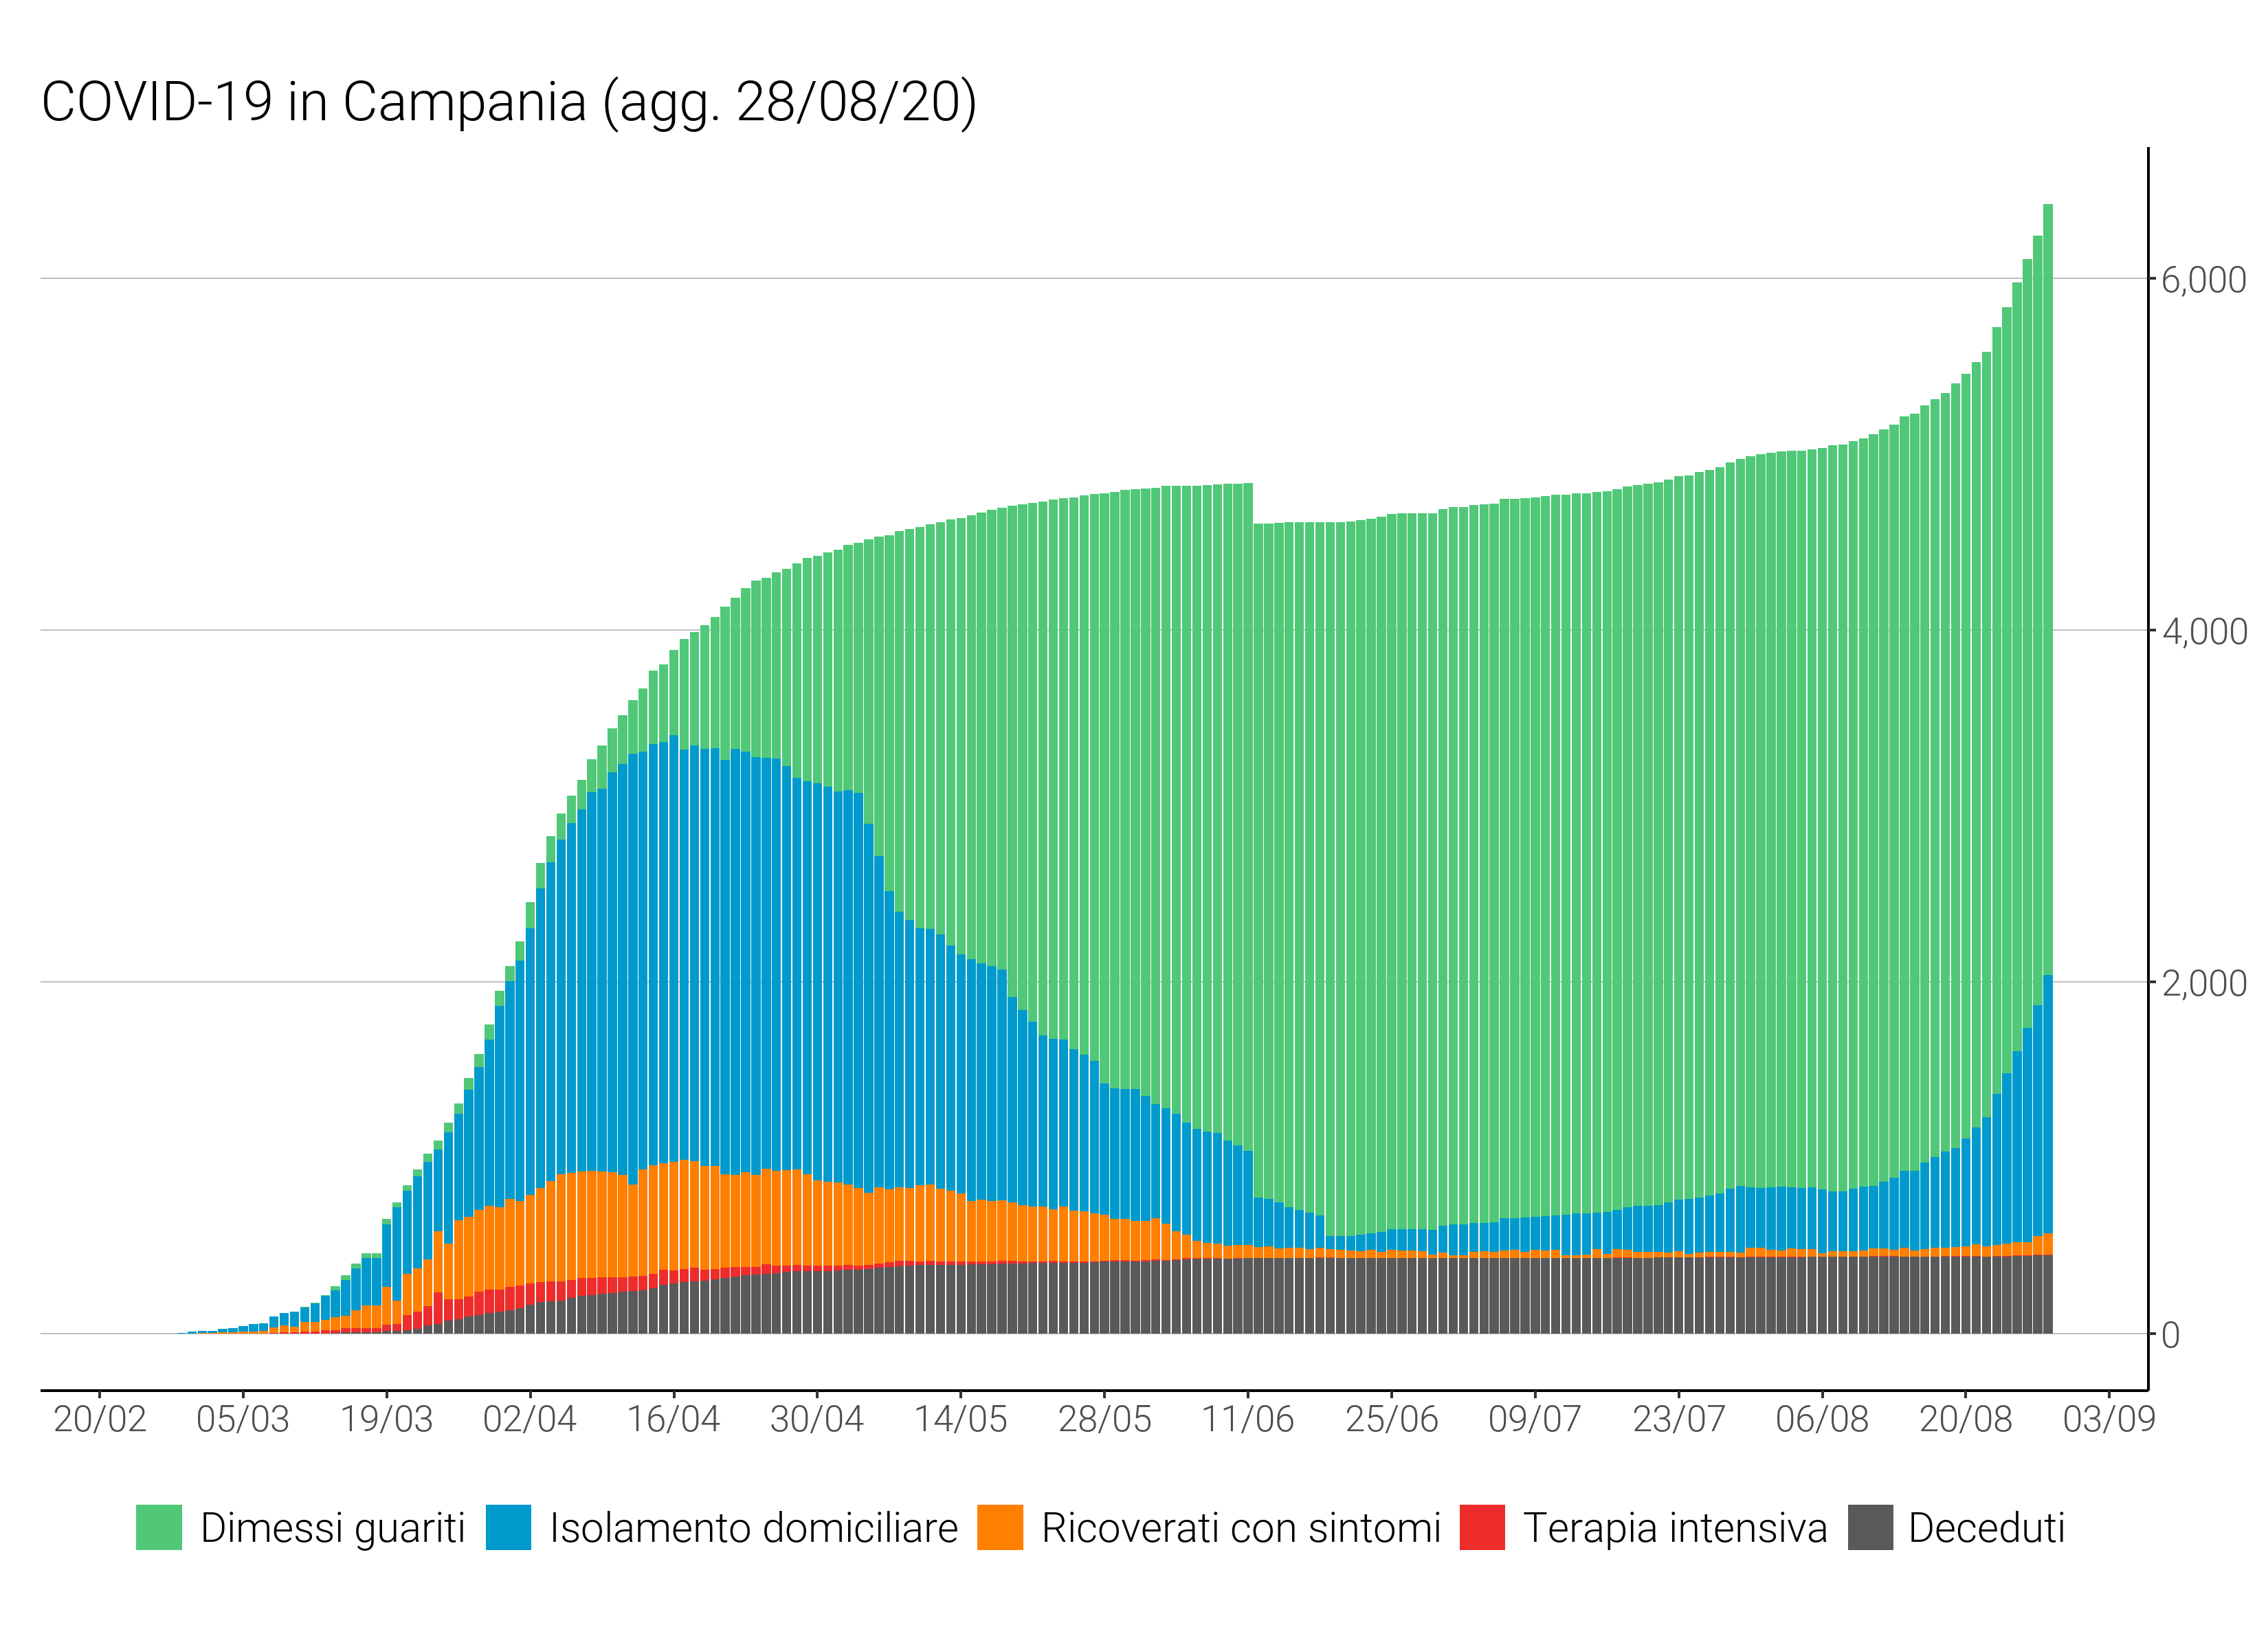 COVID-19 in Campania (agg. 28/08/20)
6,000
4,000
2,000
0
20/02 05/03 19/03 02/04 16/04 30/04 14/05 28/05 11/06 25/06 09/07 23/07 06/08 20/08 03/09
Dimessi guariti Isolamento domiciliare Ricoverati con sintomi Terapia intensiva Deceduti